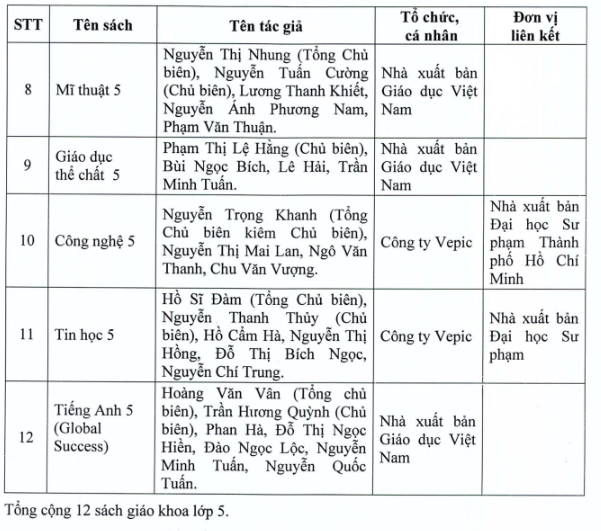 STT
Tên sách
Tên tác giả
Tổ chức,
cá nhân
Đơn vị
liên kết
8
Mĩ thuật 5
Nguyễn Thị Nhung (Tổng Chủ
biên), Nguyễn Tuấn Cường
(Chủ biên), Lương Thanh Khiết,
Nguyễn Ánh Phương Nam,
Phạm Văn Thuận.
Nhà xuất bản
Giáo dục Việt
Nam
9
Giáo dục
thể chất 5
Phạm Thị Lệ Hằng (Chủ biên),
Bùi Ngọc Bích, Lê Hải, Trần
Minh Tuấn.
Nhà xuất bản
Giáo dục Việt
Nam
10
Công nghệ 5
Nguyễn Trọng Khanh (Tổng
Chủ biên kiêm Chủ biên),
Nguyễn Thị Mai Lan, Ngô Văn
Thanh, Chu Văn Vượng.
Công ty Vepic
Nhà xuất bản
Đại học Sư
phạm Thành
phố Hồ Chí
Minh
11
Tin học 5
Hồ Sĩ Đàm (Tổng Chủ biên),
Nguyễn Thanh Thủy (Chủ
biên), Hồ Cẩm Hà, Nguyễn Thị
Hồng, Đỗ Thị Bích Ngọc,
Nguyễn Chí Trung.
Công ty Vepic
Nhà xuất bản
Đại học Sư
phạm
12
Tiếng Anh 5
(Global
Success)
Hoàng Văn Vân (Tổng chủ
biên), Trần Hương Quỳnh (Chủ
biên), Phan Hà, Đỗ Thị Ngọc
Hiền, Đào Ngọc Lộc, Nguyễn
Minh Tuấn, Nguyễn Quốc
Tuấn.
Nhà xuất bản
Giáo dục Việt
Nam
Tổng cộng 12 sách giáo khoa lớp 5.